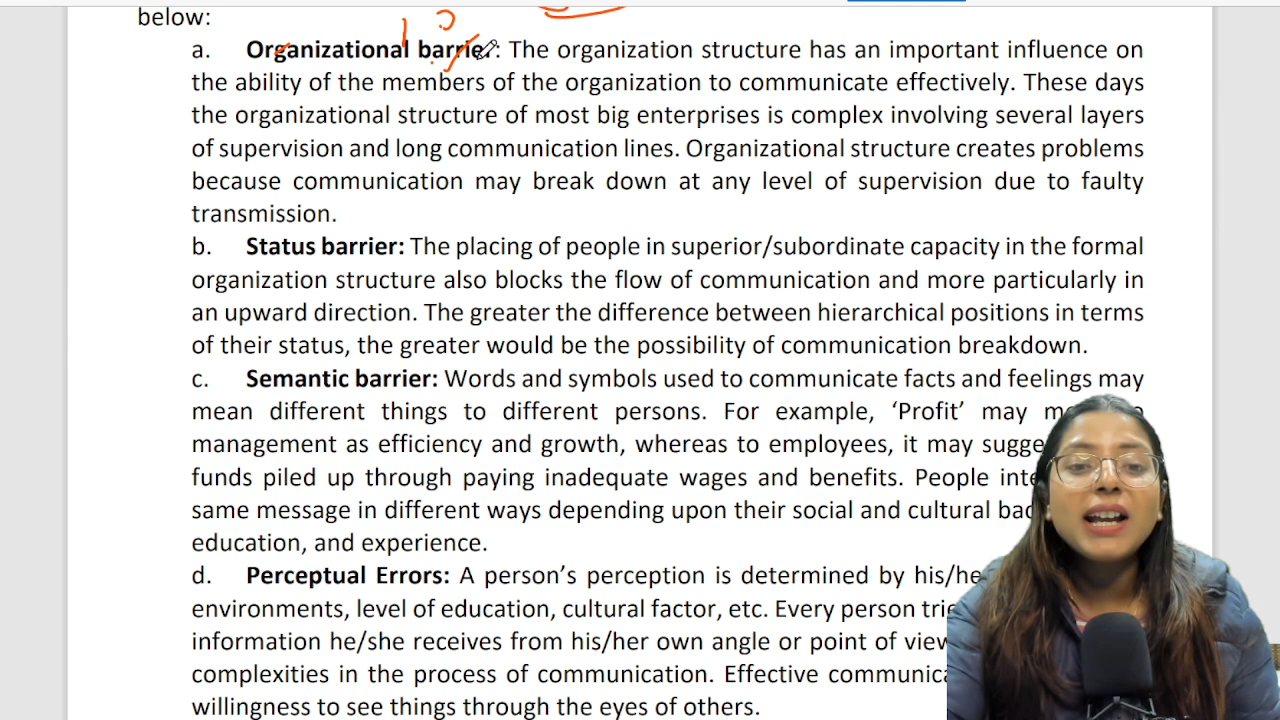 below:
a. Organizational barrier: The organization structure has an important influence on
the ability of the members of the organization to communicate effectively. These days
the organizational structure of most big enterprises is complex involving several layers
of supervision and long communication lines. Organizational structure creates problems
because communication may break down at any level of supervision due to faulty
transmission.
b. Status barrier: The placing of people in superior/subordinate capacity in the formal
organization structure also blocks the flow of communication and more particularly in
an upward direction. The greater the difference between hierarchical positions in terms
of their status, the greater would be the possibility of communication breakdown.
c. Semantic barrier: Words and symbols used to communicate facts and feelings may
mean different things to different persons. For example, ‘Profit’ may
management as efficiency and growth, whereas to employees, it may
funds piled up through paying inadequate wages and benefits. People
same message in different ways depending upon their social and cultural
education, and experience.
d. Perceptual Errors: A person’s perception is determined by
environments, level of education, cultural factor, etc. Every person
information he/she receives from his/her own angle or point of view
complexities in the process of communication. Effective
willingness to see things through the eyes of others.